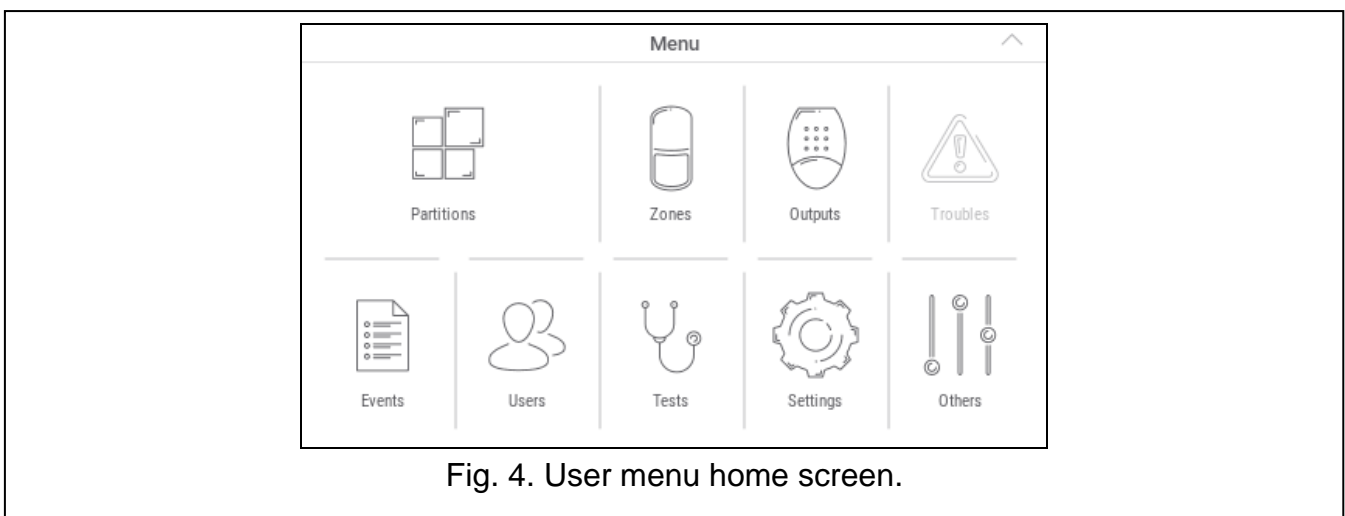 Menu
Partitions
Zones
Outputs
Troubles
Events
Users
Tests
Settings
Others
Fig. 4. User menu home screen.